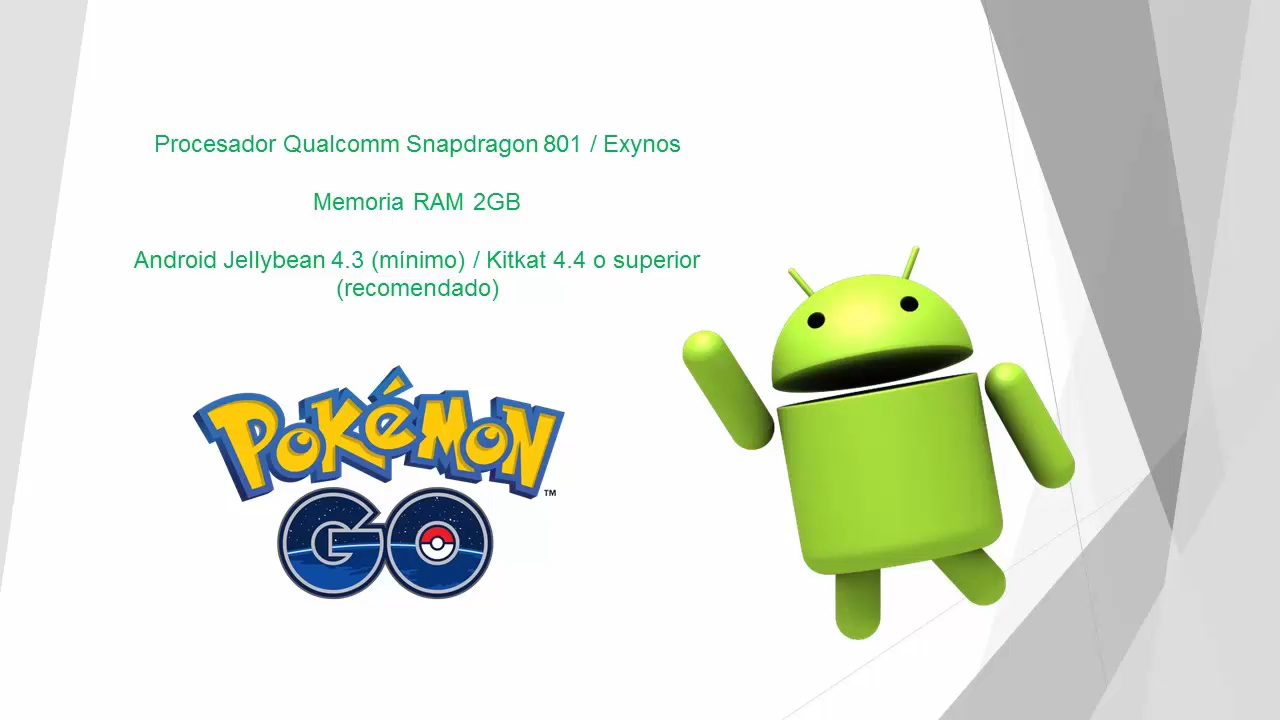 Procesador Qualcomm Snapdragon 801 / Exynos
Memoria RAM 2GB
Android Jellybean 4.3 (mínimo) / Kitkat 4.4 o superior
(recomendado)
POKÉMON
TM
GO